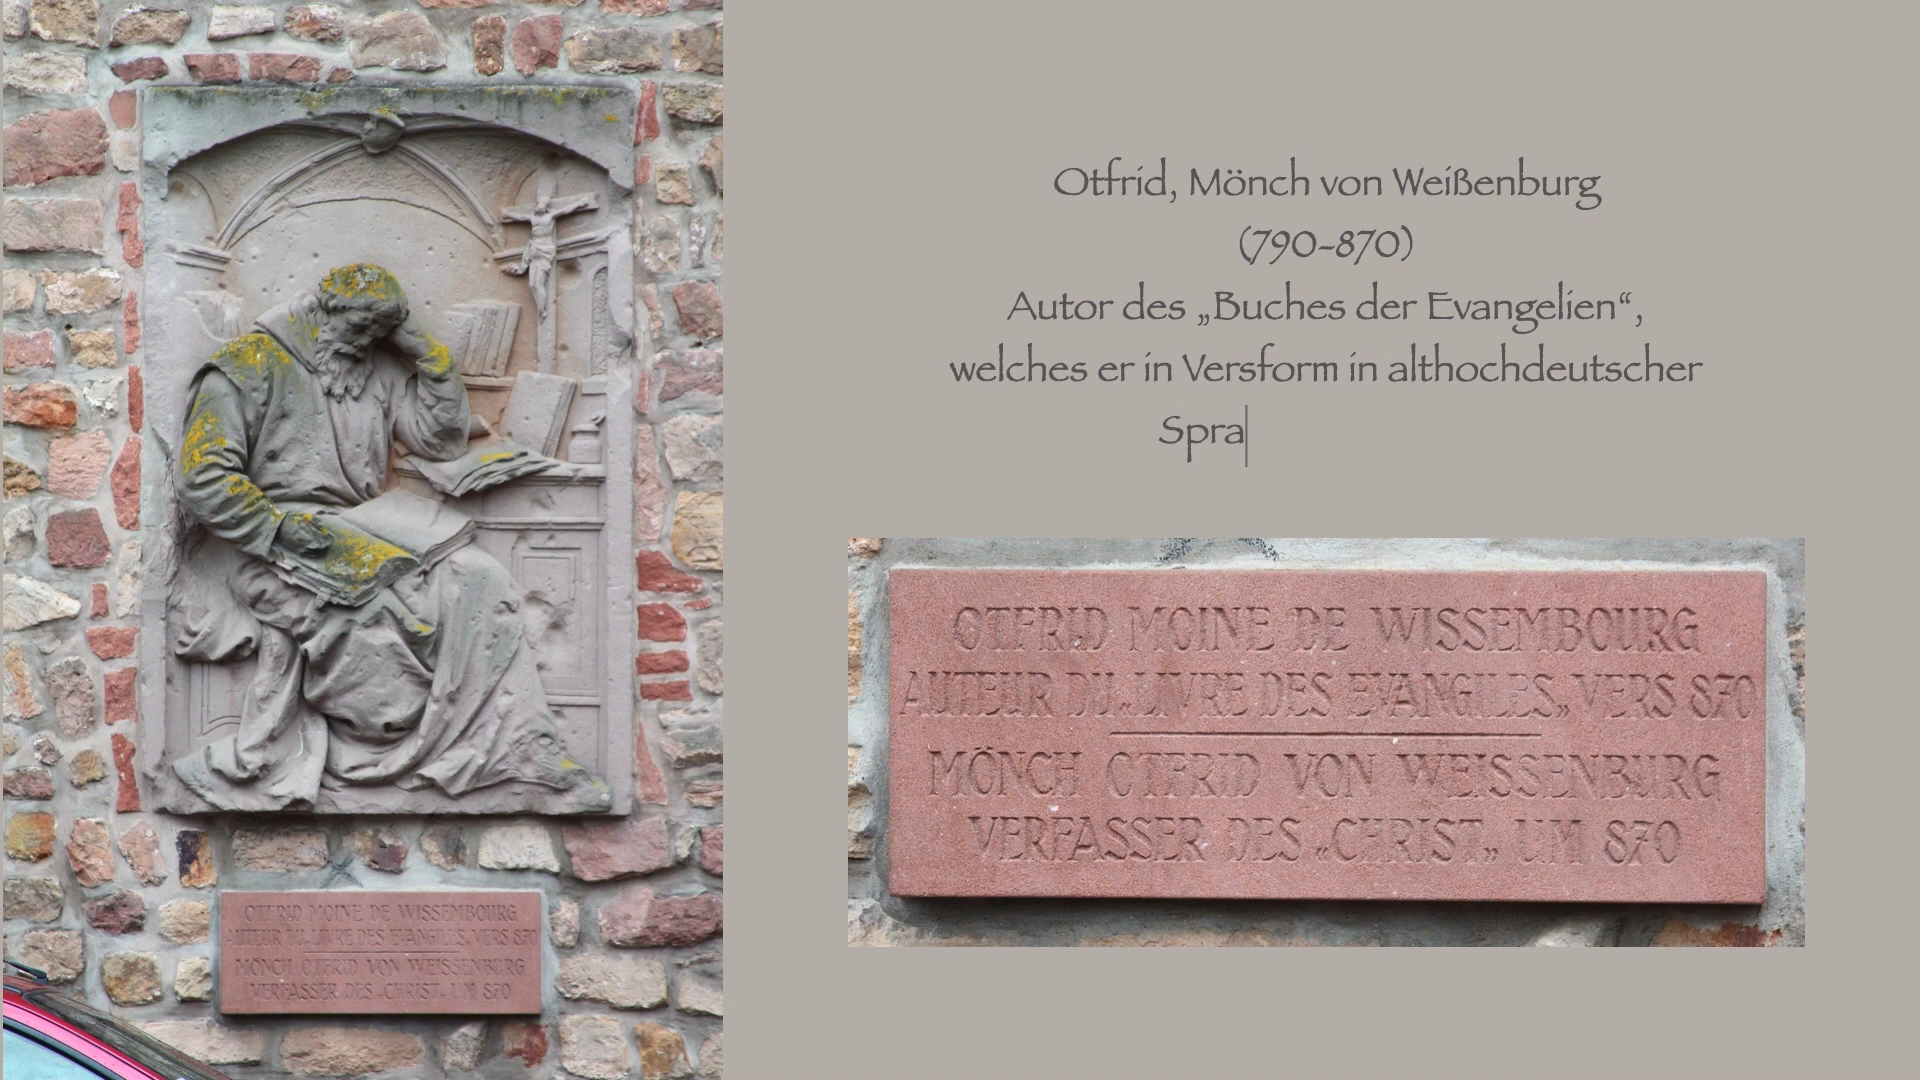 Otfrid, Mönch von Weißenburg
(790-870)
Autor des „Buches der Evangelien“,
welches er in Versform in althochdeutscher
Spra
OTFRID MOINE DE WISSEMBOURG
AUTEUR DU „LIVRE DES EVANGILES„ VERS 870
MÖNCH OTFRID VON WEISSENBURG
VERFASSER DES „CHRIST„ UM 870
OTFRID MOINE DE WISSEMBOURG
AUTEUR DU „LIVRE DES EVANGILES„ VERS 870
MÖNCH OTFRID VON WEISSENBURG
VERFASSER DES „CHRIST„ UM 870